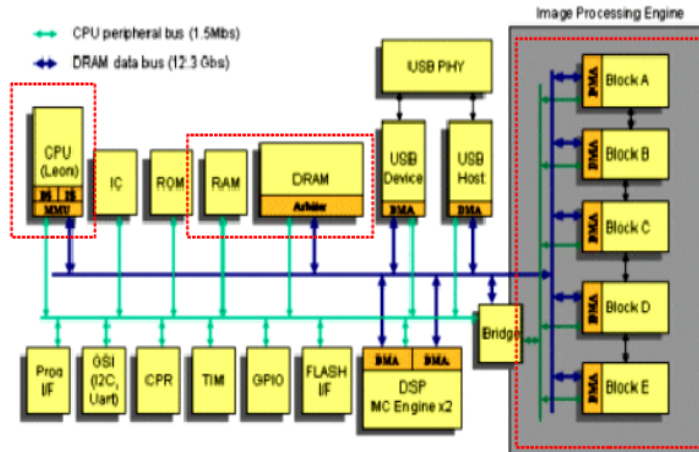 Image Processing Engine
CPU peripheral bus (1.5Mbs)
DRAM data bus (12.3 Gbs)
USB PHY
CPU
(Leon)
MMU
IC
ROM
RAM
DRAM
Arbiter
USB
Device
DMA
USB
Host
DMA
DMA
Block A
DMA
Block B
DMA
Block C
DMA
Block D
DMA
Block E
Bridge
Prog
I/F
GSI
(I2C,
Uart)
CPR
TIM
GPIO
FLASH
I/F
DMA DMA
DSP
MC Engine x2